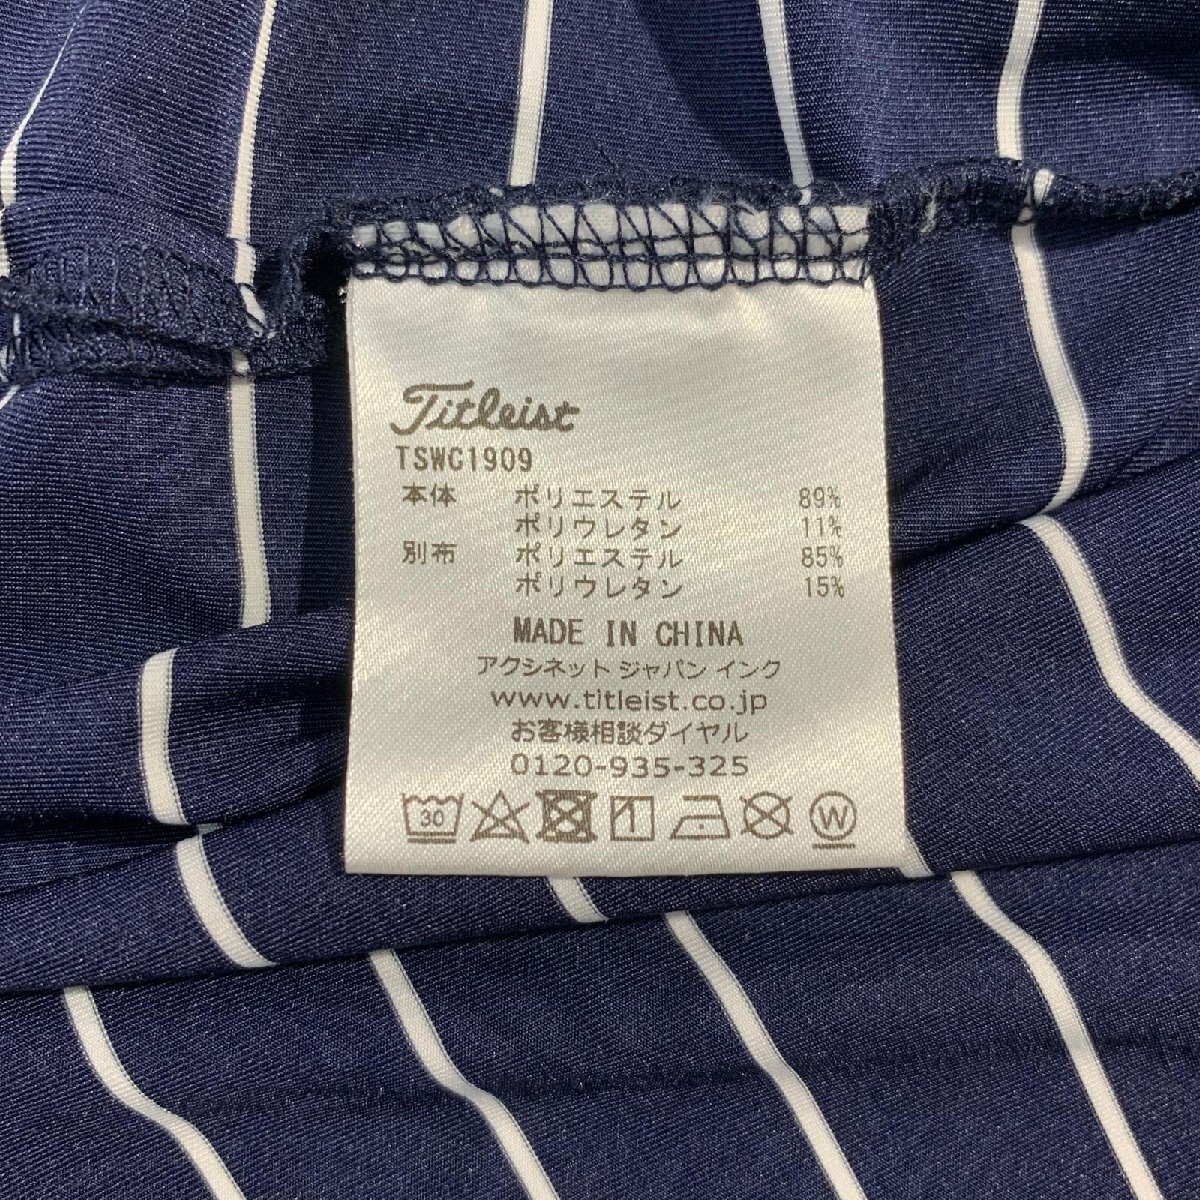 Titleist
TSWC1909
本体 ポリエステル 89%
ポリウレタン 11%
別布 ポリエステル 85%
ポリウレタン 15%
MADE IN CHINA
アクシネット ジャパン インク
www.titleist.co.jp
お客様相談ダイヤル
0120-935-325
30 W